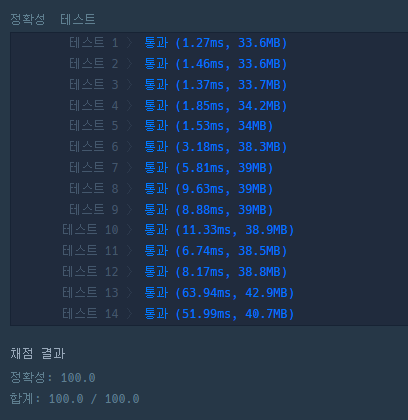 정확성 테스트
테스트 1 > 통과 (1.27ms, 33.6MB)
테스트 2 > 통과 (1.46ms, 33.6MB)
테스트 3 > 통과 (1.37ms, 33.7MB)
테스트 4 > 통과 (1.85ms, 34.2MB)
테스트 5 > 통과 (1.53ms, 34MB)
테스트 6 > 통과 (3.18ms, 38.3MB)
테스트 7 > 통과 (5.81ms, 39MB)
테스트 8 > 통과 (9.63ms, 39MB)
테스트 9 > 통과 (8.88ms, 39MB)
테스트 10 > 통과 (11.33ms, 38.9MB)
테스트 11 > 통과 (6.74ms, 38.5MB)
테스트 12 > 통과 (8.17ms, 38.8MB)
테스트 13 > 통과 (63.94ms, 42.9MB)
테스트 14 > 통과 (51.99ms, 40.7MB)
채점 결과
정확성: 100.0
합계: 100.0 / 100.0